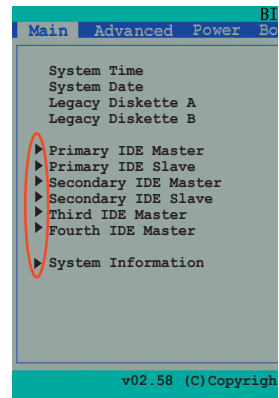 BI
Main Advanced Power Bo
System Time
System Date
Legacy Diskette A
Legacy Diskette B
Primary IDE Master
Primary IDE Slave
Secondary IDE Master
Secondary IDE Slave
Third IDE Master
Fourth IDE Master
System Information
v02.58 (C)Copyrigh